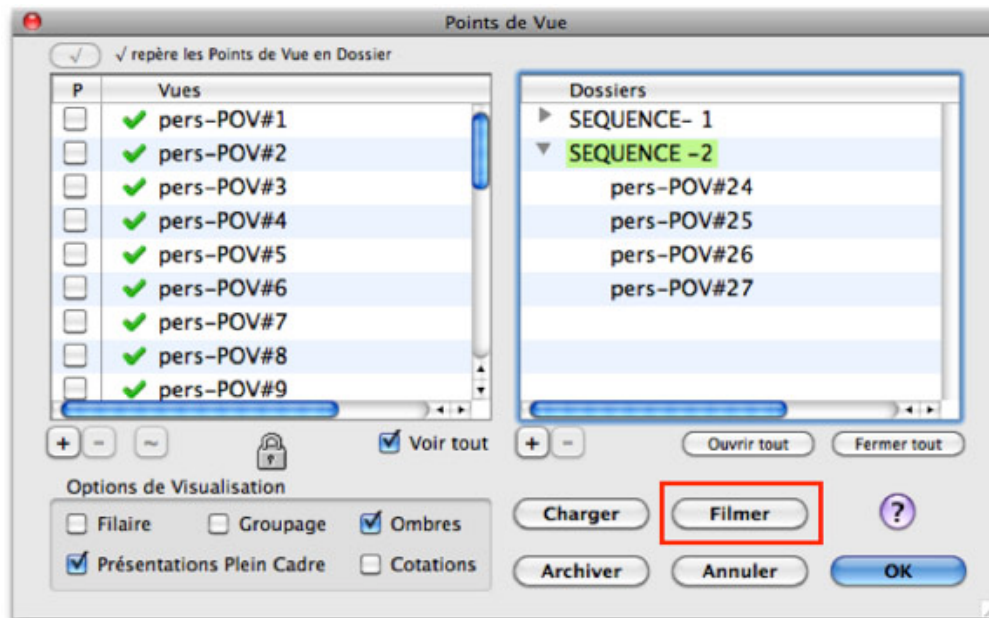 Points de Vue
√ √ repère les Points de Vue en Dossier
P Vues
pers-POV#1
pers-POV#2
pers-POV#3
pers-POV#4
pers-POV#5
pers-POV#6
pers-POV#7
pers-POV#8
pers-POV#9
Dossiers
SEQUENCE- 1
SEQUENCE -2
pers-POV#24
pers-POV#25
pers-POV#26
pers-POV#27
+ - ~ Voir tout
+ - Ouvrir tout Fermer tout
Options de Visualisation
Filaire Groupage Ombres
Présentations Plein Cadre Cotations
Charger Filmer ?
Archiver Annuler OK